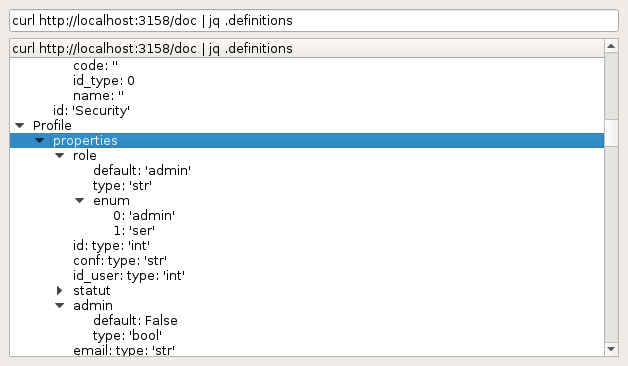 curl http://localhost:3158/doc | jq .definitions
curl http://localhost:3158/doc | jq .definitions
code: ''
id_type: 0
name: ''
id: 'Security'
Profile
properties
role
default: 'admin'
type: 'str'
enum
0: 'admin'
1: 'ser'
id: type: 'int'
conf: type: 'str'
id_user: type: 'int'
statut
admin
default: False
type: 'bool'
email: type: 'str'